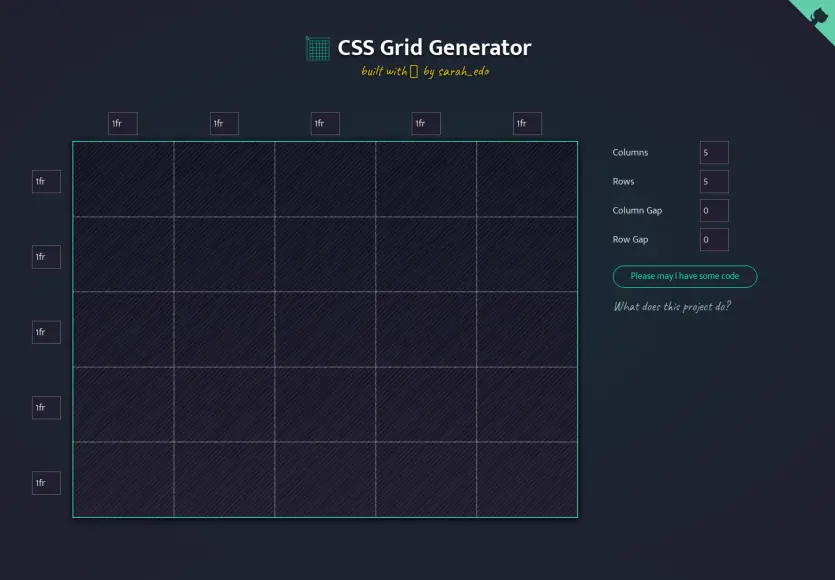 CSS Grid Generator
built with by sarah_edo
1fr 1fr 1fr 1fr 1fr
Columns 5
1fr
Rows 5
Column Gap 0
Row Gap 0
1fr
Please may I have some code
What does this project do?
1fr
1fr
1fr